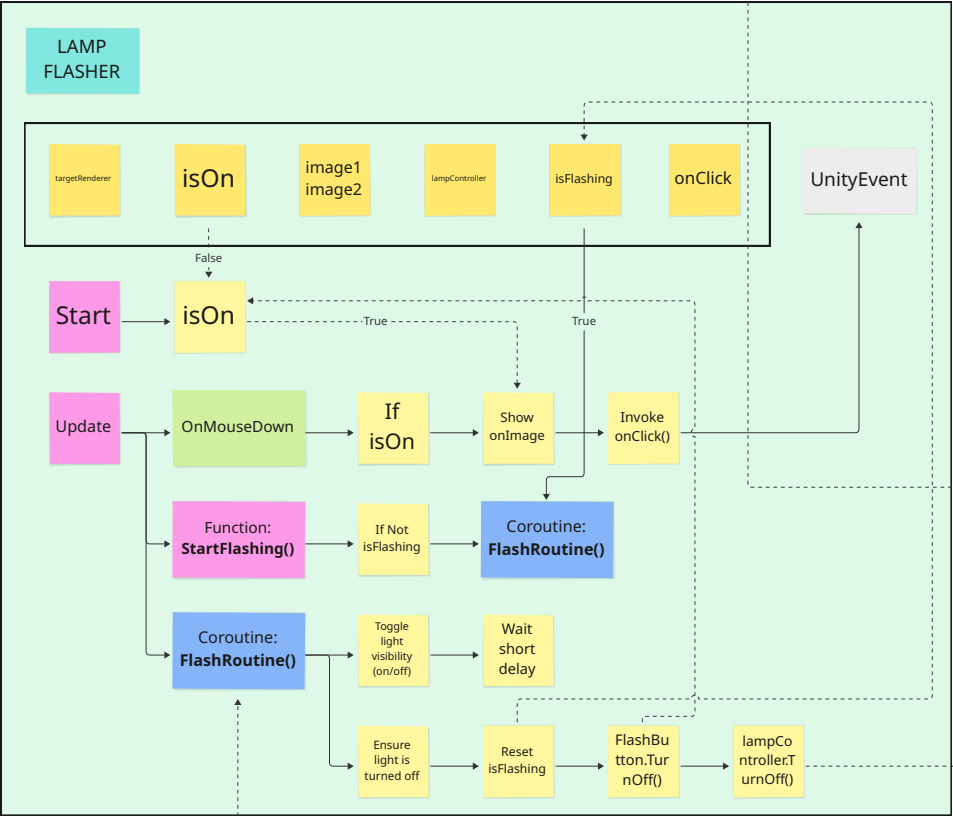 LAMP
FLASHER
targetRenderer
isOn
image1
image2
lampController
isFlashing
onClick
UnityEvent
False
Start
isOn
True
True
Update
OnMouseDown
If
isOn
Show
onImage
Invoke
onClick()
Function:
StartFlashing()
If Not
isFlashing
Coroutine:
FlashRoutine()
Coroutine:
FlashRoutine()
Toggle
light
visibility
(on/off)
Wait
short
delay
Ensure
light is
turned off
Reset
isFlashing
FlashBu
tton.Tur
nOff()
lampCo
ntroller.T
urnOff()